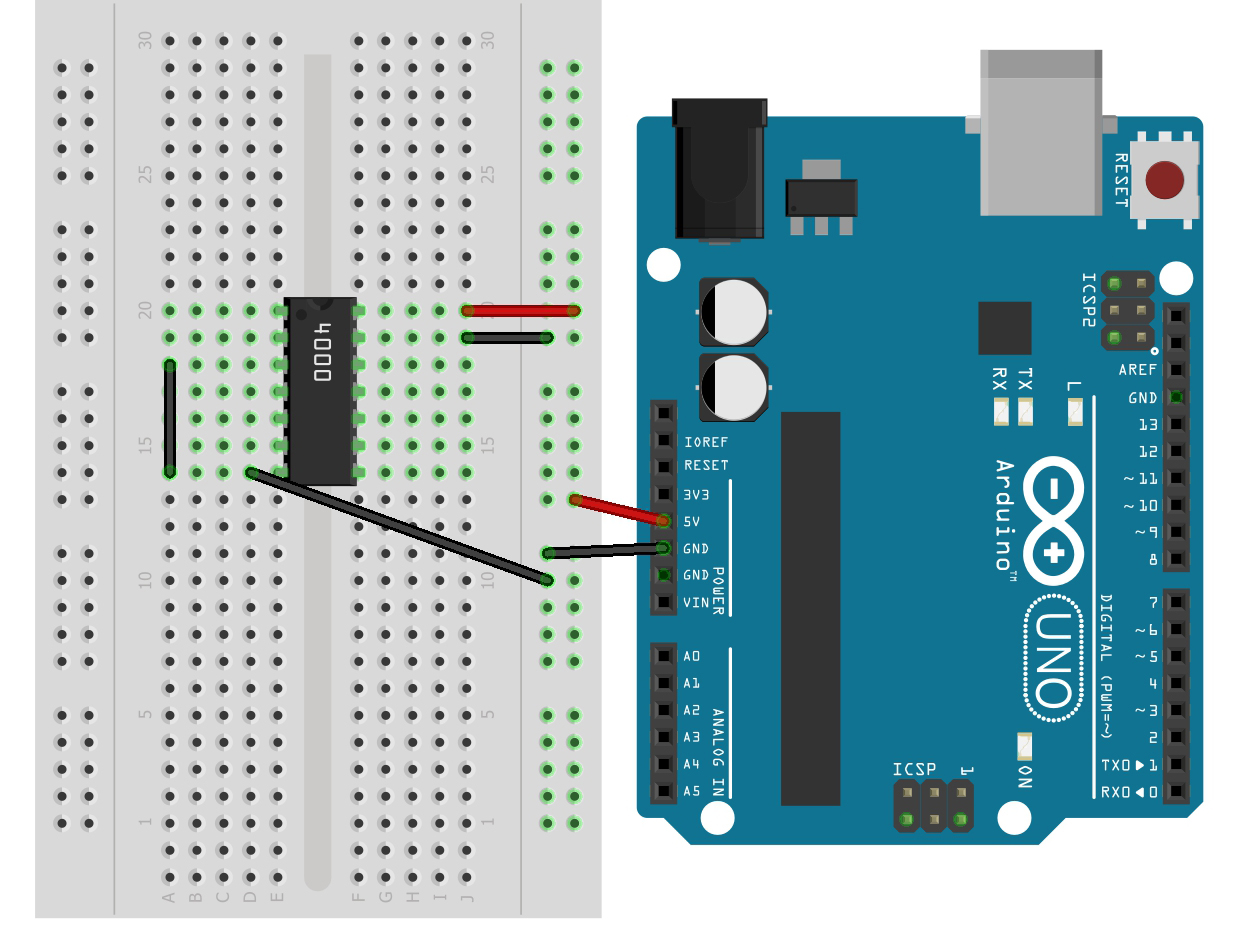 30 30
25 25
20
15 15
10 10
5 5
1 1
A B C D E F G H I J
4000
RESET
ICSP2
IOREF
RESET
3V3
5V
GND
GND
VIN
POWER
A0
A1
A2
A3
A4
A5
ANALOG IN
RX
TX
L
Arduino™
UNO
ON
ICSP 1
AREF
GND
13
12
~11
~10
~9
8
7
~6
~5
4
~3
2
TX0▶1
RX0◀0
DIGITAL (PWM=~)